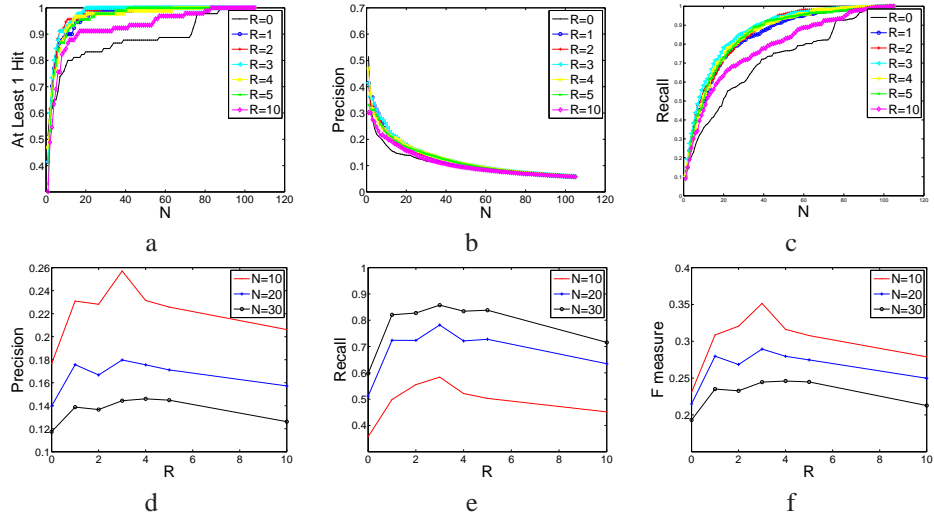 At Least 1 Hit
1
0.9
0.8
0.7
0.6
0.5
0.4
0 20 40 60 80 100 120
N
R=0
R=1
R=2
R=3
R=4
R=5
R=10
a
Precision
0.7
0.6
0.5
0.4
0.3
0.2
0.1
0
0 20 40 60 80 100 120
N
R=0
R=1
R=2
R=3
R=4
R=5
R=10
b
Recall
1
0.9
0.8
0.7
0.6
0.5
0.4
0.3
0.2
0.1
0
0 20 40 60 80 100 120
N
R=0
R=1
R=2
R=3
R=4
R=5
R=10
c
Precision
0.26
0.24
0.22
0.2
0.18
0.16
0.14
0.12
0.1
0 2 4 6 8 10
R
N=10
N=20
N=30
d
Recall
1
0.9
0.8
0.7
0.6
0.5
0.4
0 2 4 6 8 10
R
N=10
N=20
N=30
e
F measure
0.4
0.35
0.3
0.25
0.2
0 2 4 6 8 10
R
N=10
N=20
N=30
f